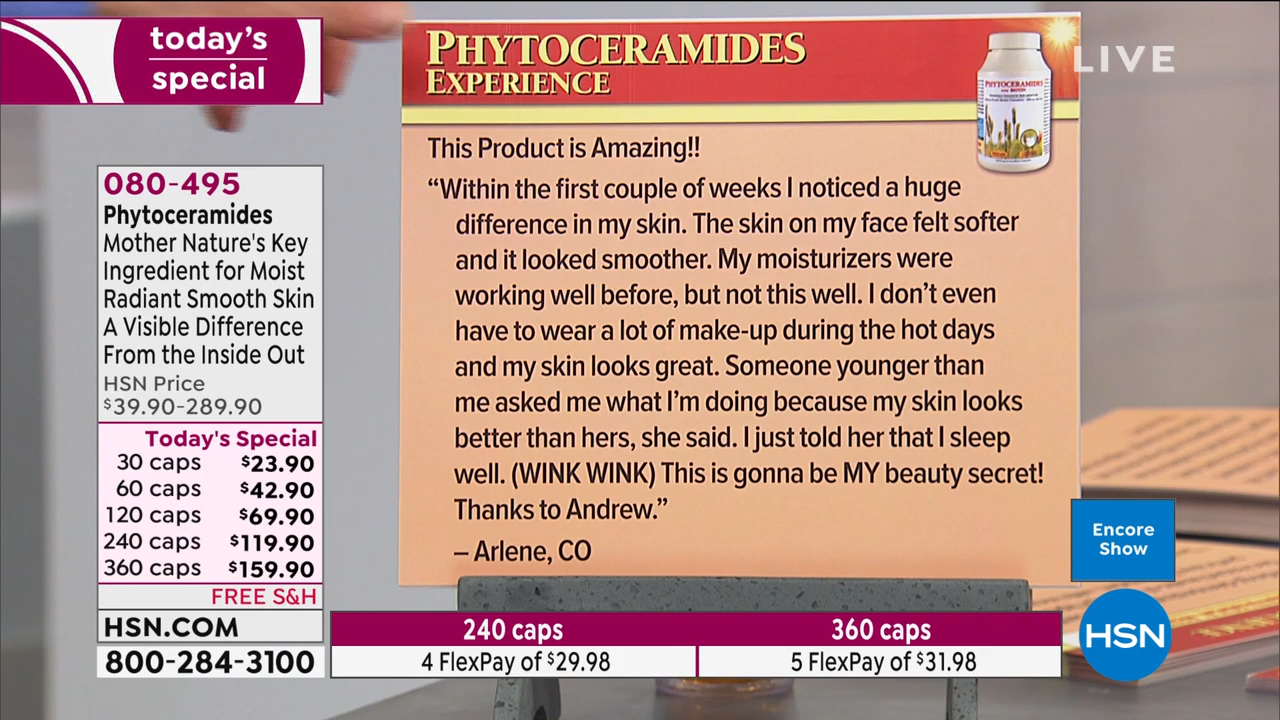 today's
special
LIVE
080-495
Phytoceramides
Mother Nature's Key
Ingredient for Moist
Radiant Smooth Skin
A Visible Difference
From the Inside Out
HSN Price
$39.90-289.90
Today's Special
30 caps $23.90
60 caps $42.90
120 caps $69.90
240 caps $119.90
360 caps $159.90
FREE S&H
HSN.COM
800-284-3100
PHYTOCERAMIDES
EXPERIENCE
PHYTOCERAMIDES
This Product is Amazing!!
“Within the first couple of weeks I noticed a huge
difference in my skin. The skin on my face felt softer
and it looked smoother. My moisturizers were
working well before, but not this well. I don’t even
have to wear a lot of make-up during the hot days
and my skin looks great. Someone younger than
me asked me what I’m doing because my skin looks
better than hers, she said. I just told her that I sleep
well. (WINK WINK) This is gonna be MY beauty secret!
Thanks to Andrew.”
– Arlene, CO
Encore
Show
HSN
240 caps 360 caps
4 FlexPay of $29.98 5 FlexPay of $31.98